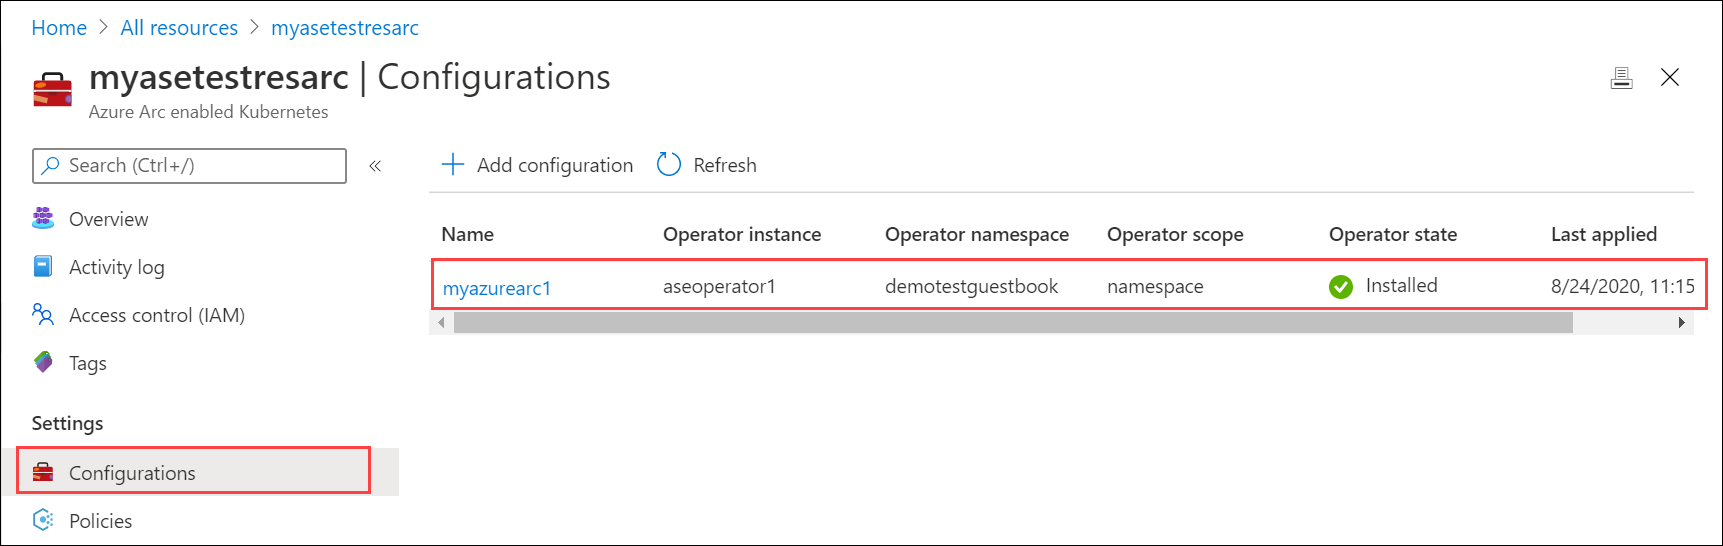 Home > All resources > myasetestresarc
myasetestresarc | Configurations
Azure Arc enabled Kubernetes
Search (Ctrl+/) «
Overview
Activity log
Access control (IAM)
Tags
Settings
Configurations
Policies
+ Add configuration Refresh
Name Operator instance Operator namespace Operator scope Operator state Last applied
myazurearc1 aseoperator1 demotestguestbook namespace Installed 8/24/2020, 11:15